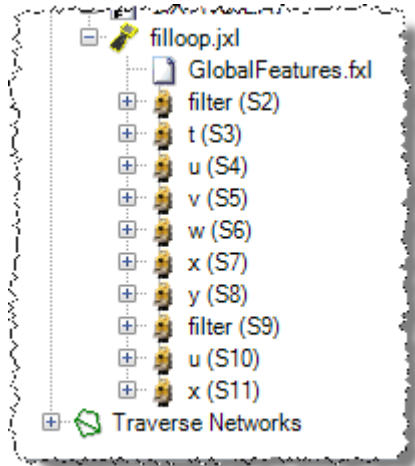 filloop.jxl
GlobalFeatures.fxl
filter (S2)
t (S3)
u (S4)
v (S5)
w (S6)
x (S7)
y (S8)
filter (S9)
u (S10)
x (S11)
Traverse Networks